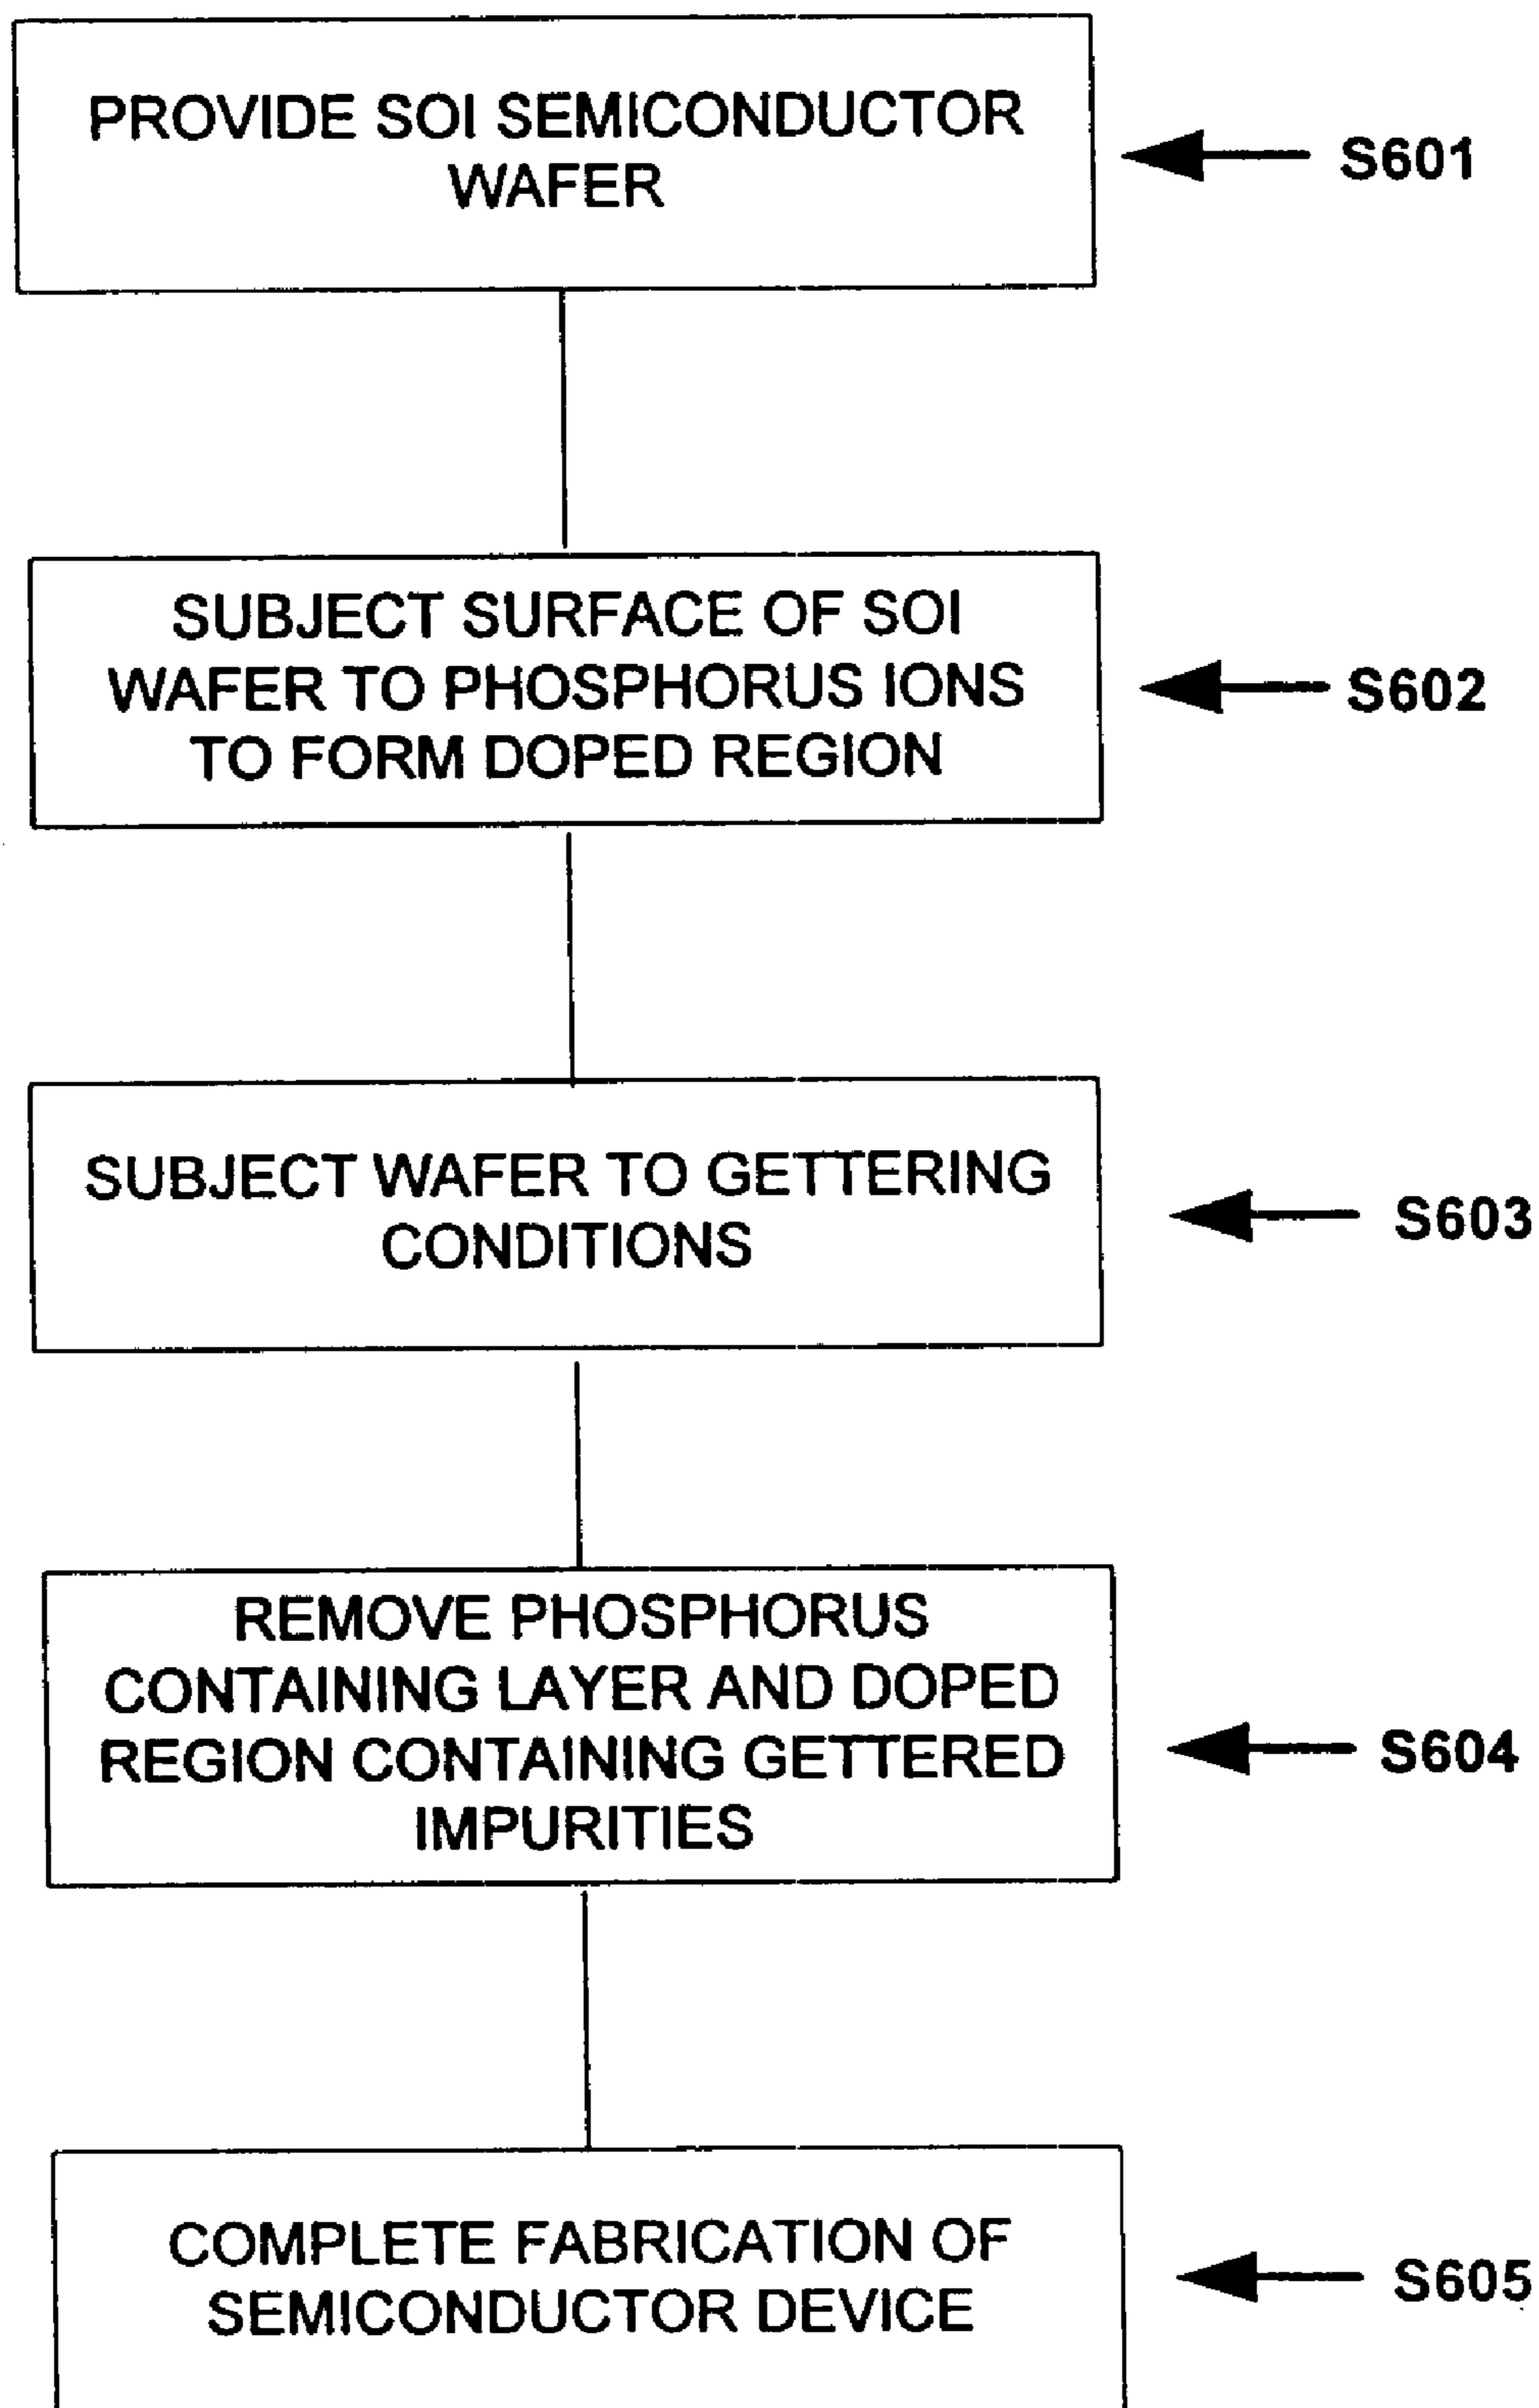 PROVIDE SOI SEMICONDUCTOR
WAFER
S601
SUBJECT SURFACE OF SOI
WAFER TO PHOSPHORUS IONS
TO FORM DOPED REGION
S602
SUBJECT WAFER TO GETTERING
CONDITIONS
S603
REMOVE PHOSPHORUS
CONTAINING LAYER AND DOPED
REGION CONTAINING GETTERED
IMPURITIES
S604
COMPLETE FABRICATION OF
SEMICONDUCTOR DEVICE
S605